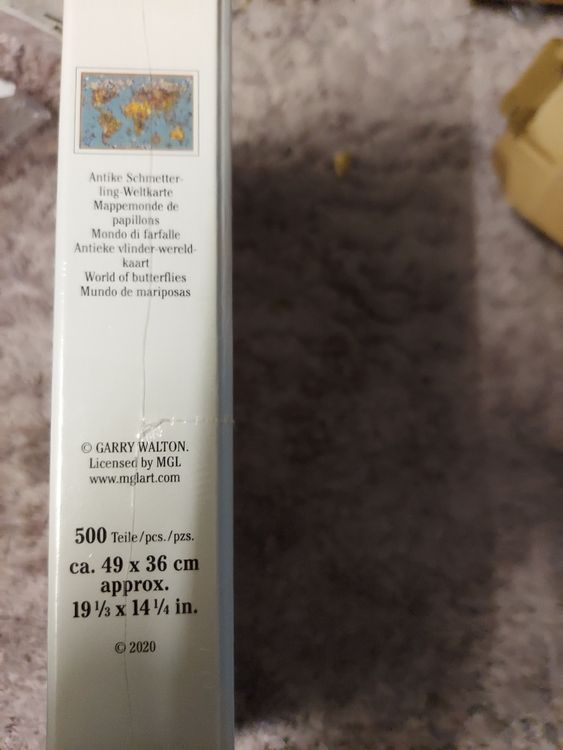 Antike Schmetter-
ling-Weltkarte
Mappemonde de
papillons
Mondo di farfalle
Antieke vlinder-wereld-
kaart
World of butterflies
Mundo de mariposas
© GARRY WALTON.
Licensed by MGL
www.mglart.com
500 Teile/pcs./pzs.
ca. 49 x 36 cm
approx.
19 1/3 x 14 1/4 in.
© 2020